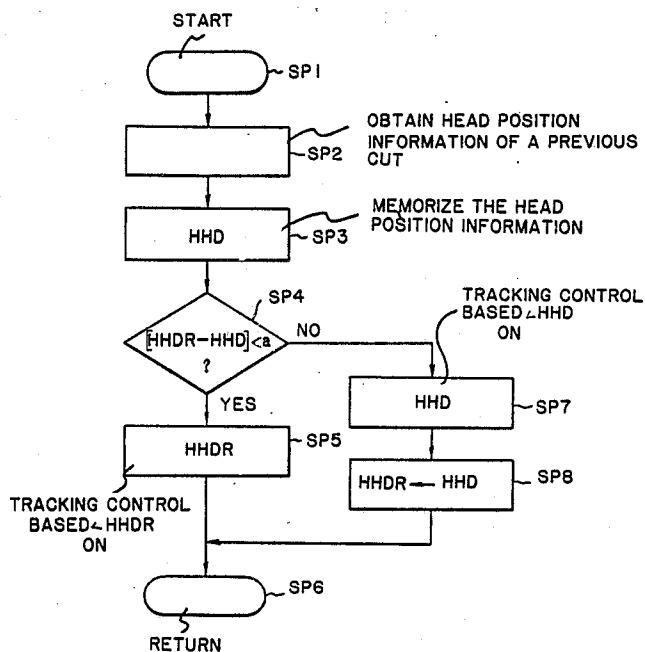 START
SP1
OBTAIN HEAD POSITION
INFORMATION OF A PREVIOUS
CUT
SP2
MEMORIZE THE HEAD
POSITION INFORMATION
HHD
SP3
SP4
[HHDR-HHD]<a
?
NO
YES
TRACKING CONTROL
BASED HHD
ON
HHD
SP7
HHDR
SP5
HHDR ← HHD
SP8
TRACKING CONTROL
BASED HHDR
ON
SP6
RETURN